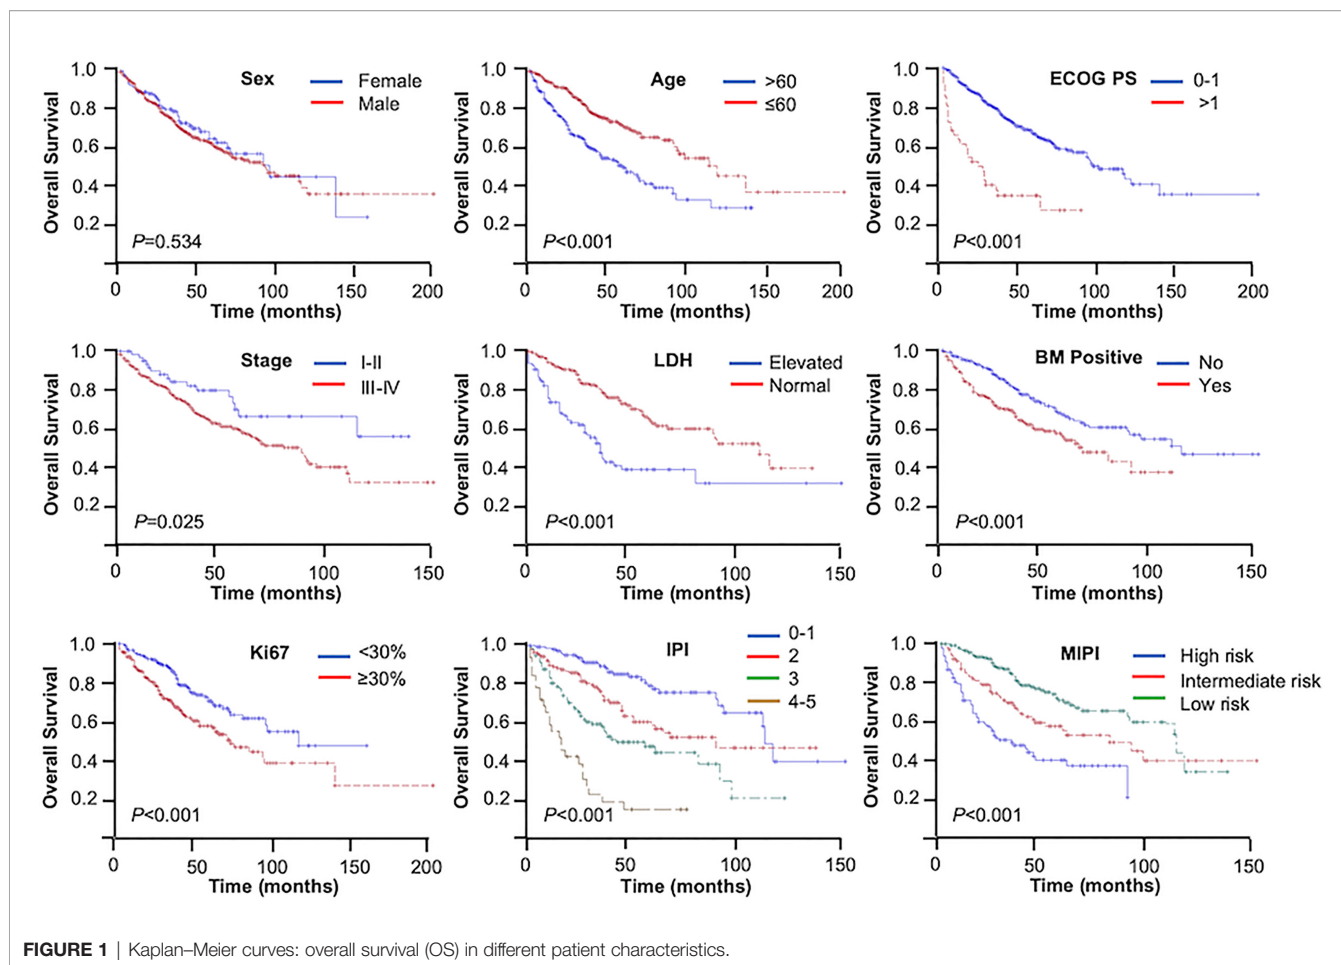 Sex
Female
Male
Overall Survival
1.0
0.8
0.6
0.4
0.2
P=0.534
0 50 100 150 200
Time (months)
Age
>60
≤60
Overall Survival
1.0
0.8
0.6
0.4
0.2
P<0.001
0 50 100 150 200
Time (months)
ECOG PS
0-1
>1
Overall Survival
1.0
0.8
0.6
0.4
0.2
P<0.001
0 50 100 150 200
Time (months)
Stage
I-II
III-IV
Overall Survival
1.0
0.8
0.6
0.4
0.2
P=0.025
0 50 100 150
Time (months)
LDH
Elevated
Normal
Overall Survival
1.0
0.8
0.6
0.4
0.2
P<0.001
0 50 100 150
Time (months)
BM Positive
No
Yes
Overall Survival
1.0
0.8
0.6
0.4
0.2
P<0.001
0 50 100 150
Time (months)
Ki67
<30%
≥30%
Overall Survival
1.0
0.8
0.6
0.4
0.2
P<0.001
0 50 100 150 200
Time (months)
IPI
0-1
2
3
4-5
Overall Survival
1.0
0.8
0.6
0.4
0.2
P<0.001
0 50 100 150
Time (months)
MIPI
High risk
Intermediate risk
Low risk
Overall Survival
1.0
0.8
0.6
0.4
0.2
P<0.001
0 50 100 150
Time (months)
FIGURE 1 | Kaplan–Meier curves: overall survival (OS) in different patient characteristics.